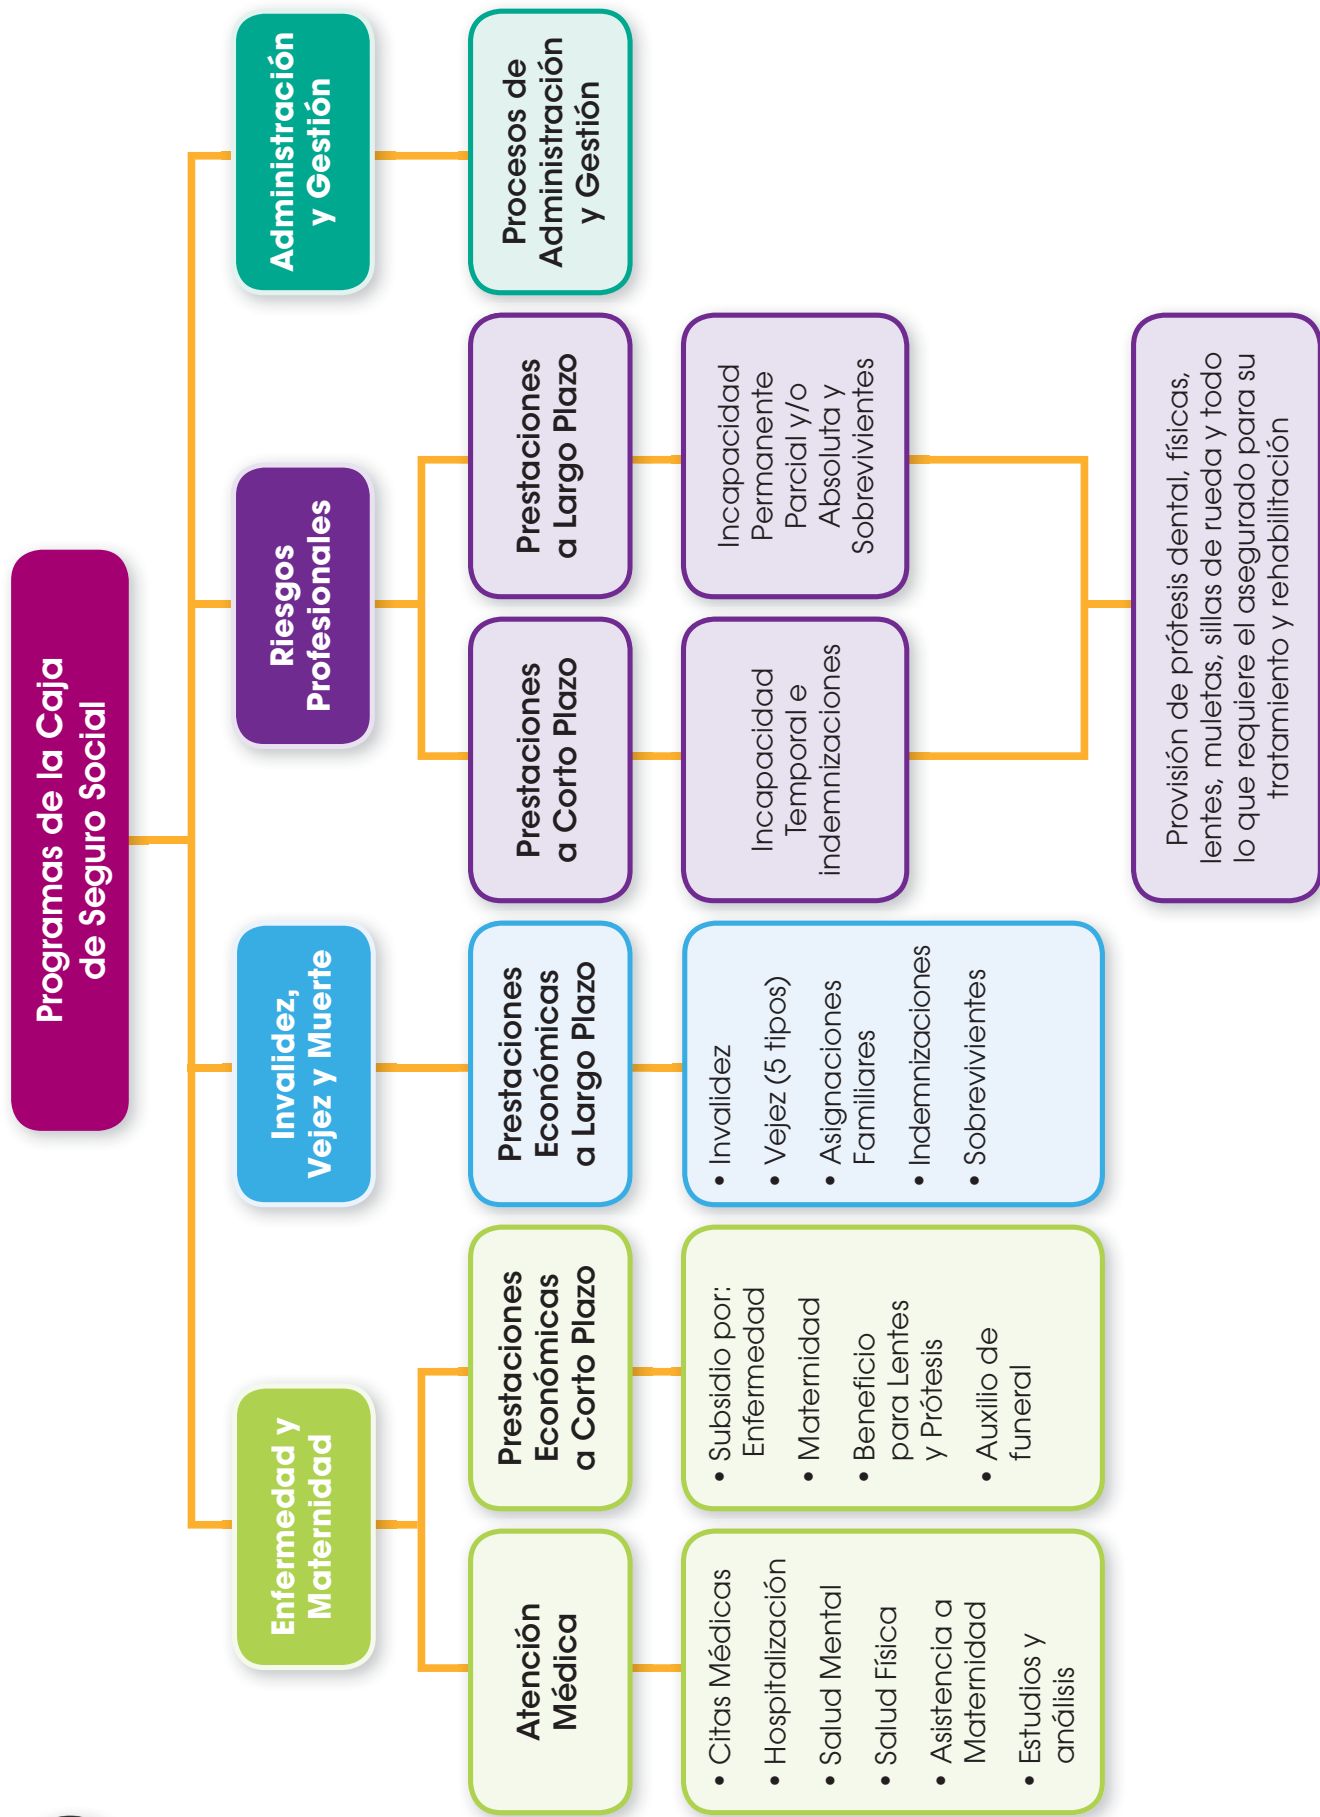 Programas de la Caja
de Seguro Social
Enfermedad y
Maternidad
Invalidez,
Vejez y Muerte
Riesgos
Profesionales
Administración
y Gestión
Atención
Médica
Prestaciones
Económicas
a Corto Plazo
Prestaciones
Económicas
a Largo Plazo
Prestaciones
a Corto Plazo
Prestaciones
a Largo Plazo
Procesos de
Administración
y Gestión
• Citas Médicas
• Hospitalización
• Salud Mental
• Salud Física
• Asistencia a
Maternidad
• Estudios y
análisis
• Subsidio por:
Enfermedad
• Maternidad
• Beneficio
para Lentes
y Prótesis
• Auxilio de
funeral
• Invalidez
• Vejez (5 tipos)
• Asignaciones
Familiares
• Indemnizaciones
• Sobrevivientes
Incapacidad
Temporal e
indemnizaciones
Incapacidad
Permanente
Parcial y/o
Absoluta y
Sobrevivientes
Provisión de prótesis dental, físicas,
lentes, muletas, sillas de rueda y todo
lo que requiere el asegurado para su
tratamiento y rehabilitación